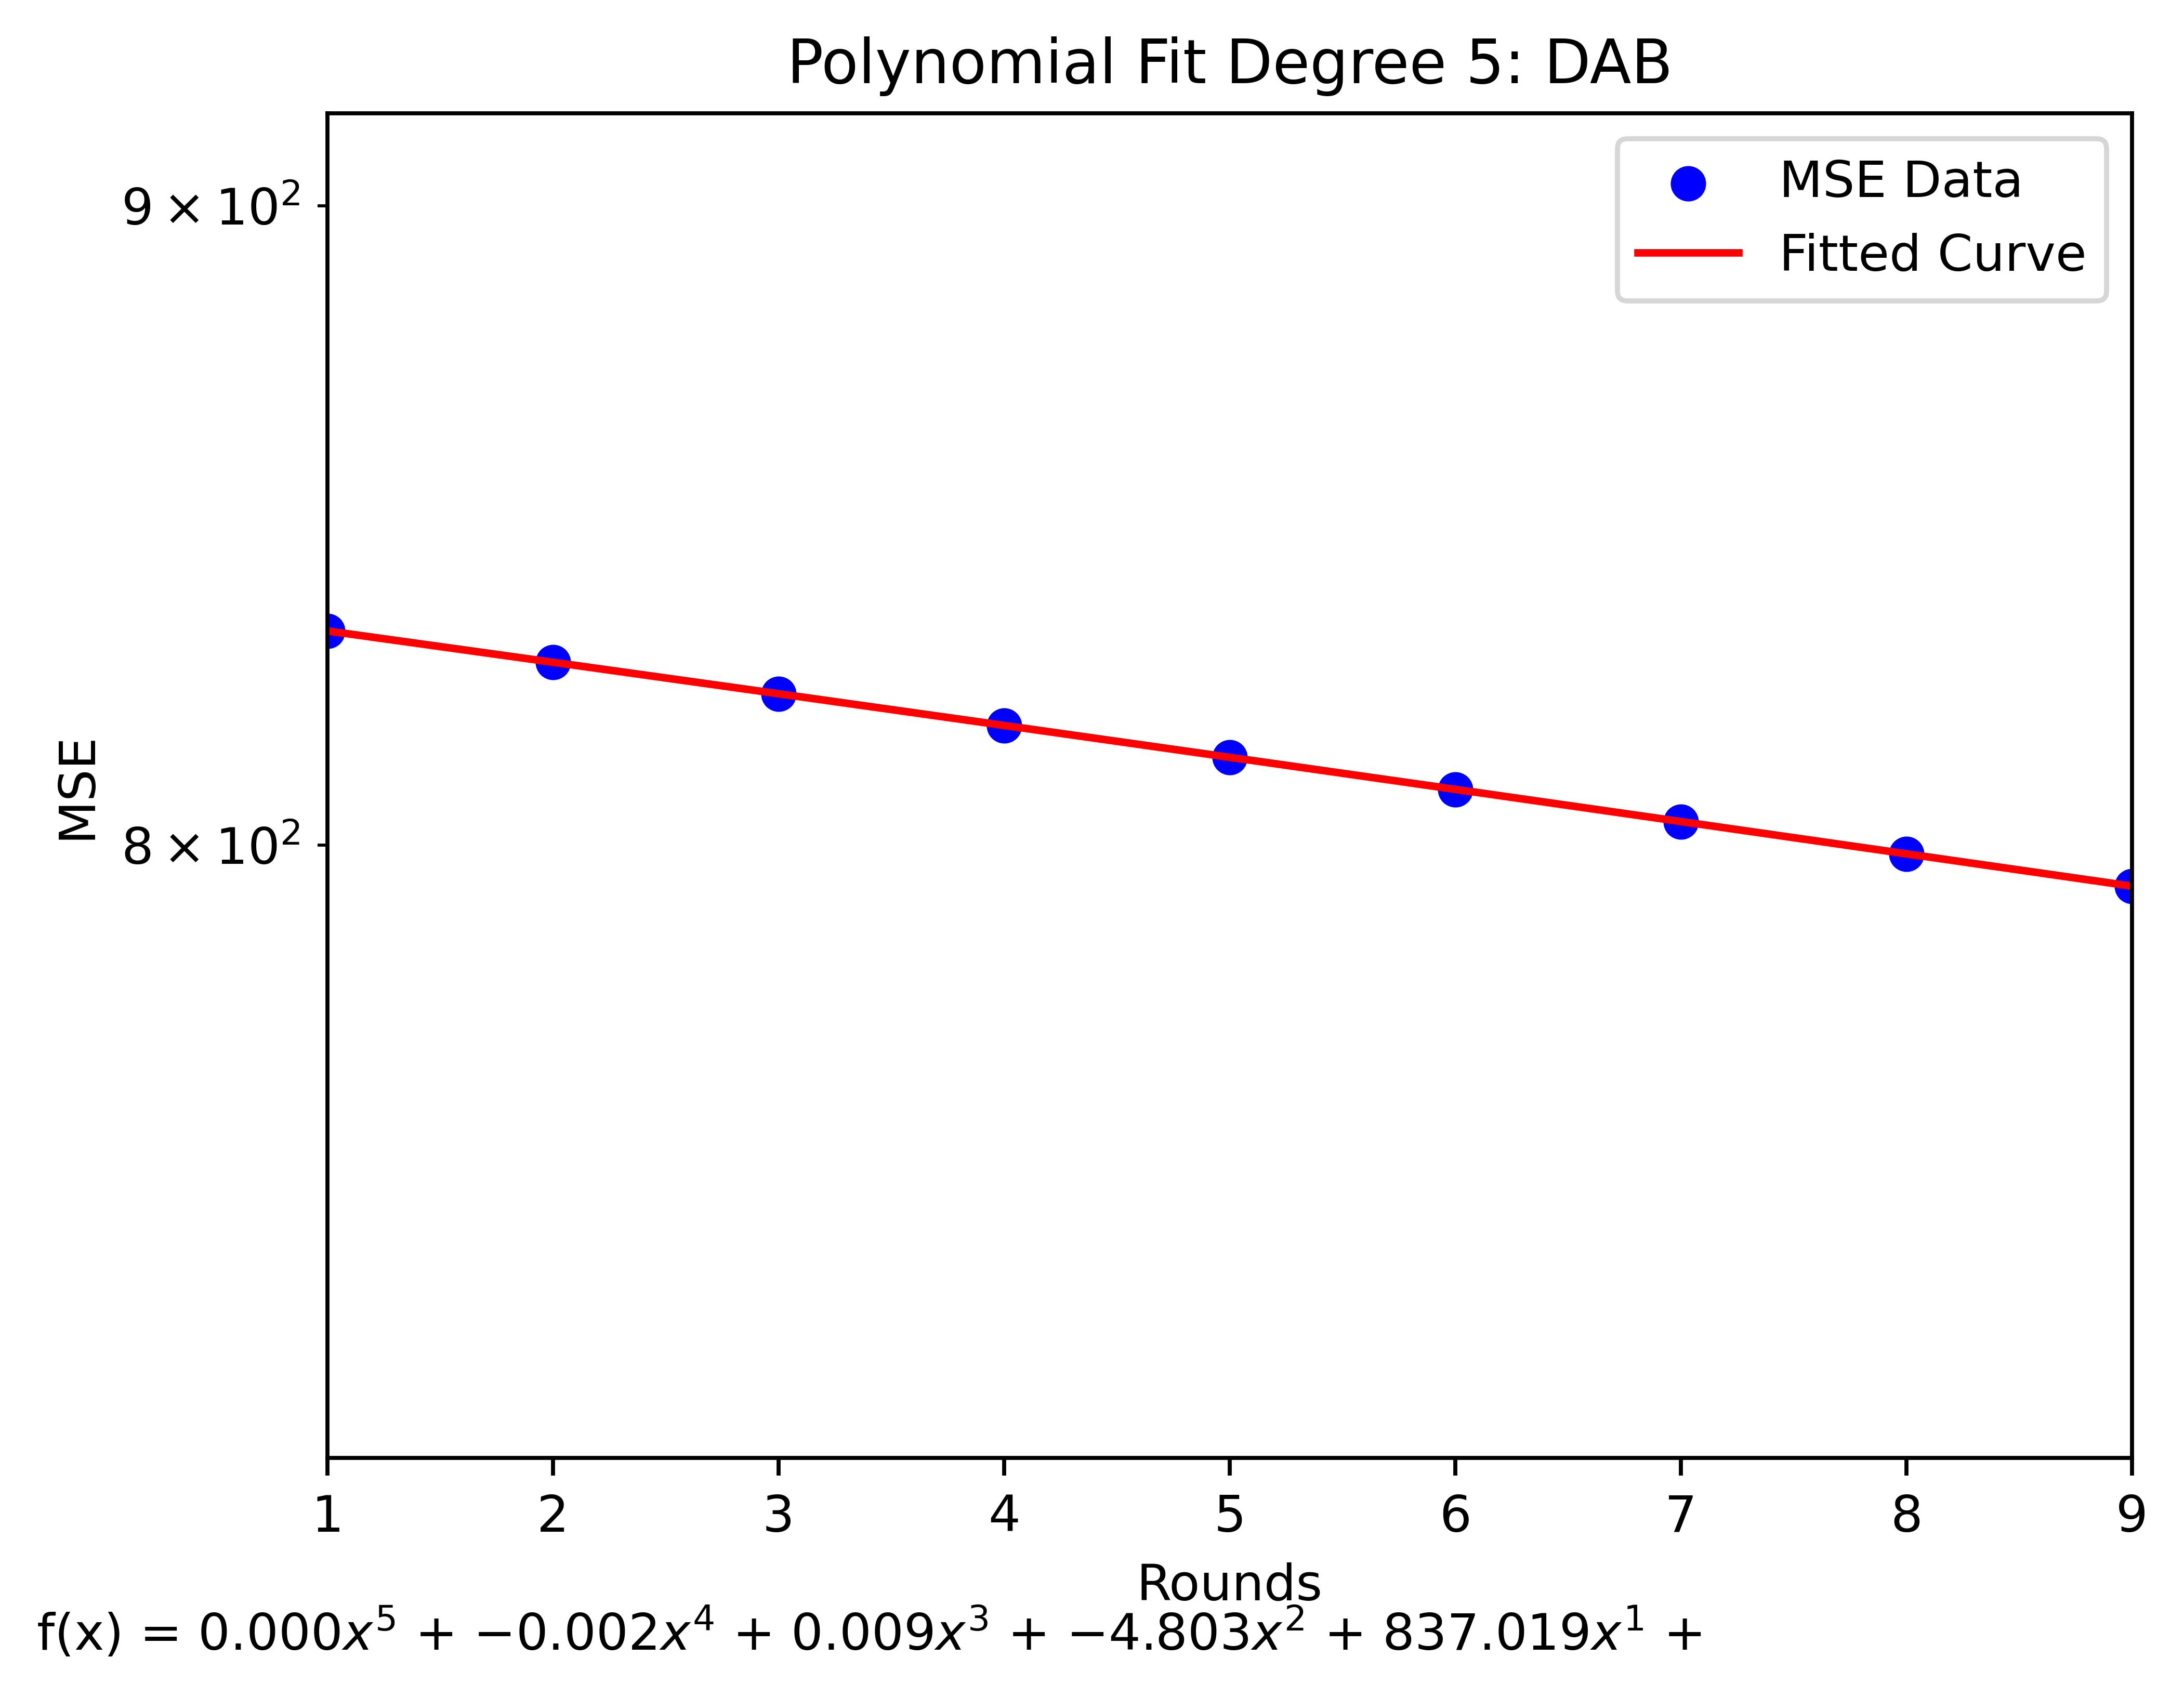 Polynomial Fit Degree 5: DAB
MSE Data
Fitted Curve
9 × 10²
8 × 10²
MSE
1 2 3 4 5 6 7 8 9
Rounds
f(x) = 0.000x⁵ + −0.002x⁴ + 0.009x³ + −4.803x² + 837.019x¹ +